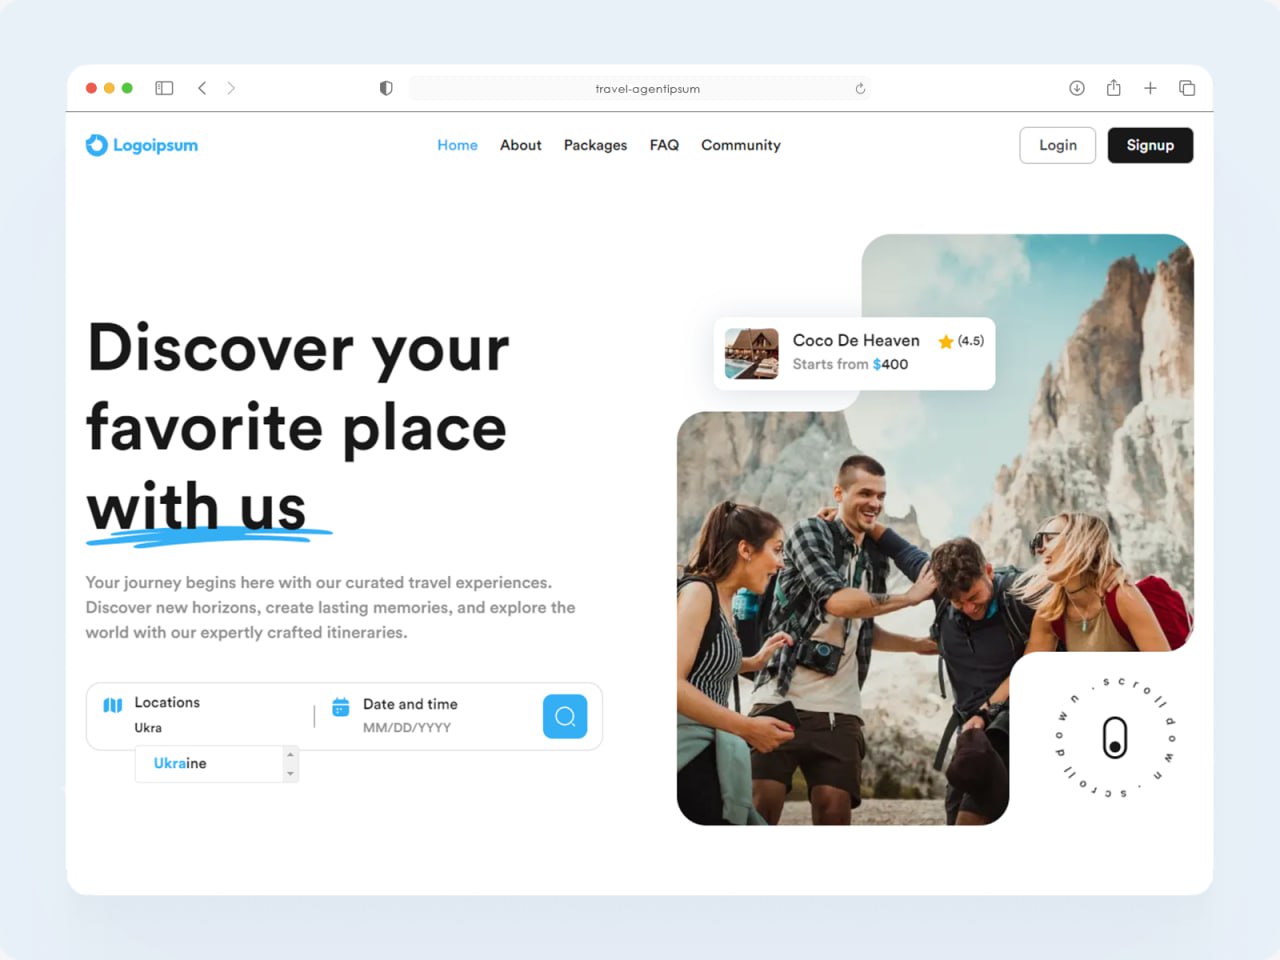 travel-agentipsum
Logoipsum
Home
About
Packages
FAQ
Community
Login
Signup
Discover your
favorite place
with us
Coco De Heaven
(4.5)
Starts from $400
Your journey begins here with our curated travel experiences.
Discover new horizons, create lasting memories, and explore the
world with our expertly crafted itineraries.
Locations
Ukra
Ukraine
Date and time
MM/DD/YYYY
scroll down . scroll down .